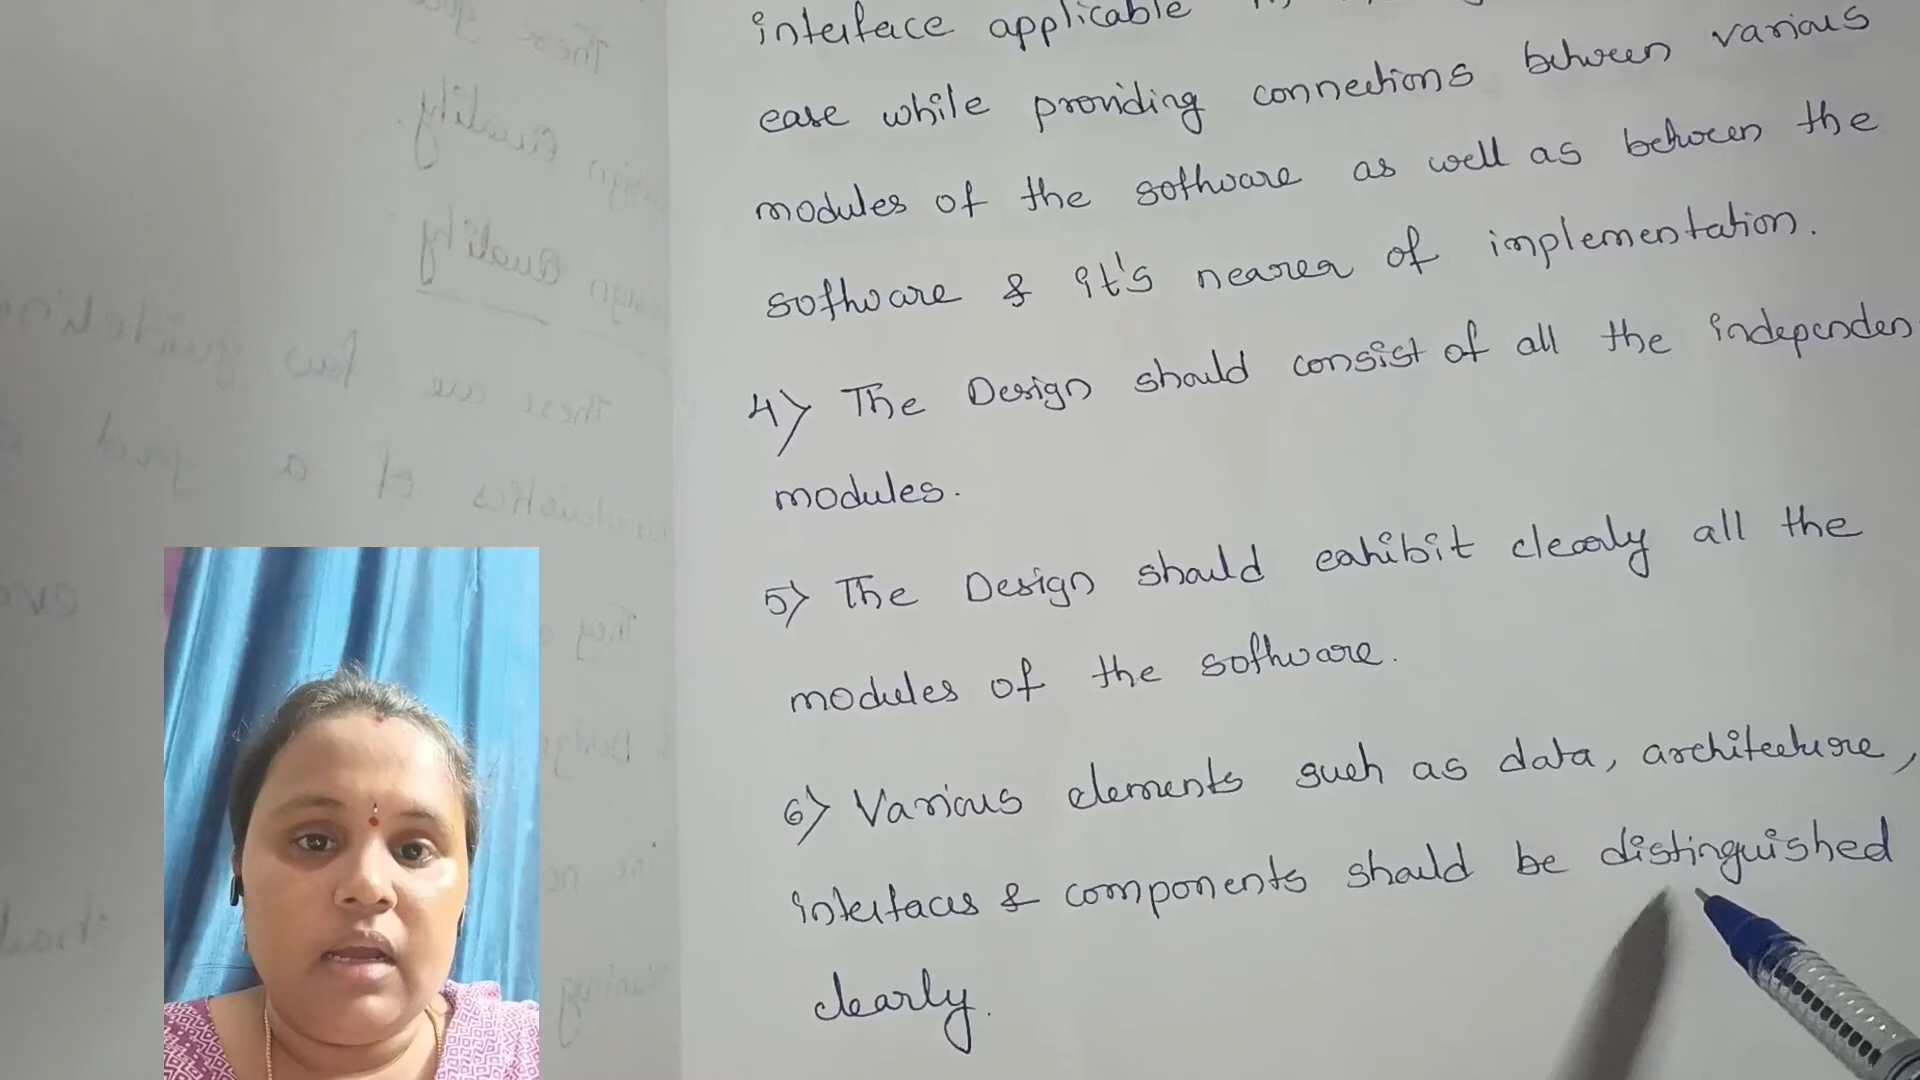 interface applicable
ease while providing connections between various
modules of the software as well as between the
software & it's nearer of implementation.
4) The Design should consist of all the independen
modules.
5) The Design should exhibit clearly all the
modules of the software.
6) Various elements such as data, architecture,
interfaces & components should be distinguished
clearly.